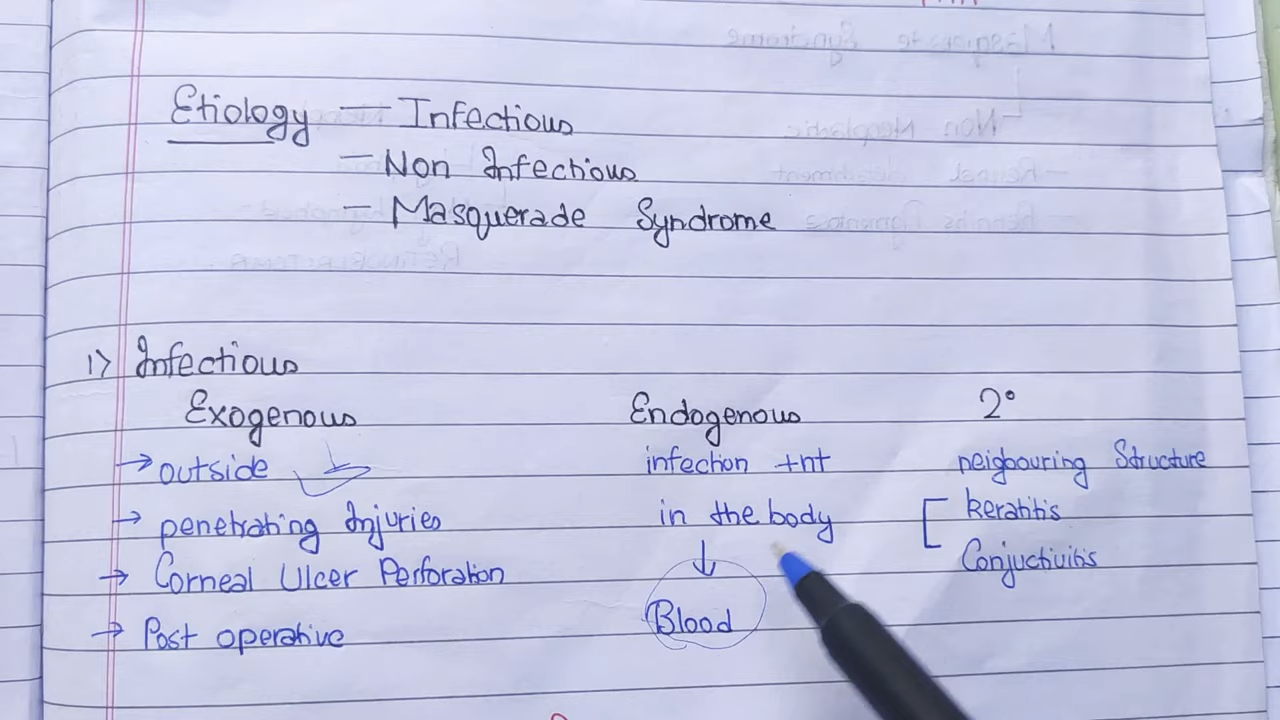 Etiology — Infectious
— Non Infectious
— Masquerade Syndrome
1) Infectious
Exogenous
→ outside
→ penetrating Injuries
→ Corneal Ulcer Perforation
→ Post operative
Endogenous
infection +nt
in the body
↓
Blood
2°
neigbouring Structure
keratitis
Conjuctivitis